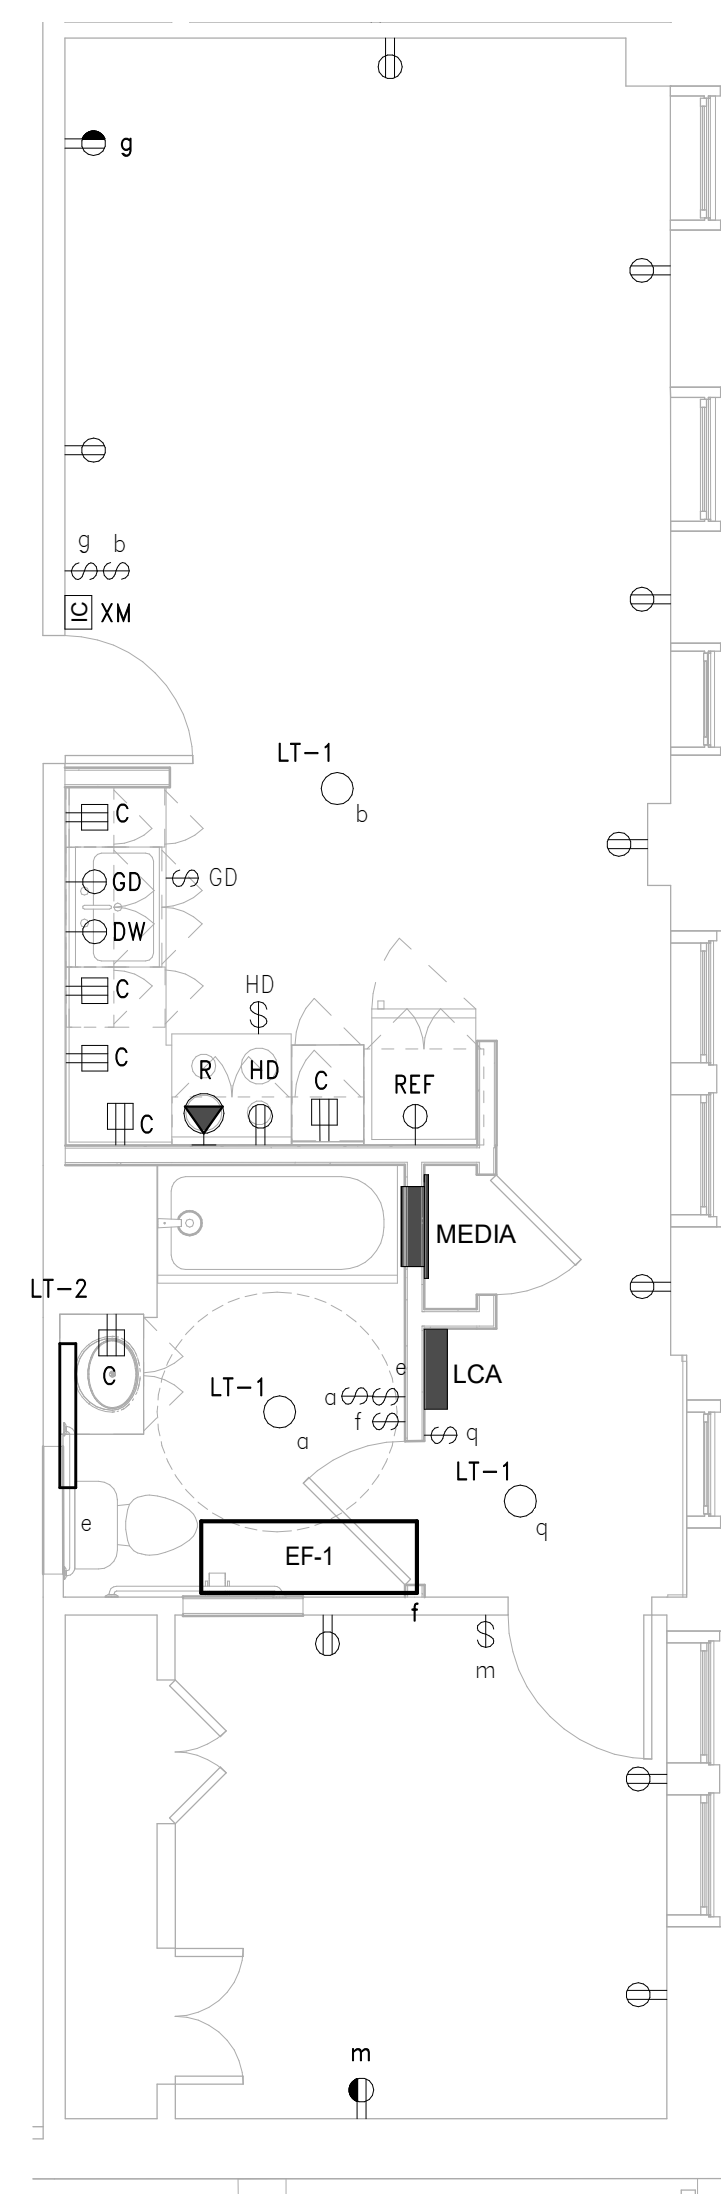 g
g b
IC XM
LT-1
b
C
GD GD
DW
C
HD
C
R HD C REF
C
MEDIA
LT-2
C
e
LCA
LT-1 a
f q
a
LT-1
q
e
EF-1
f
m
m